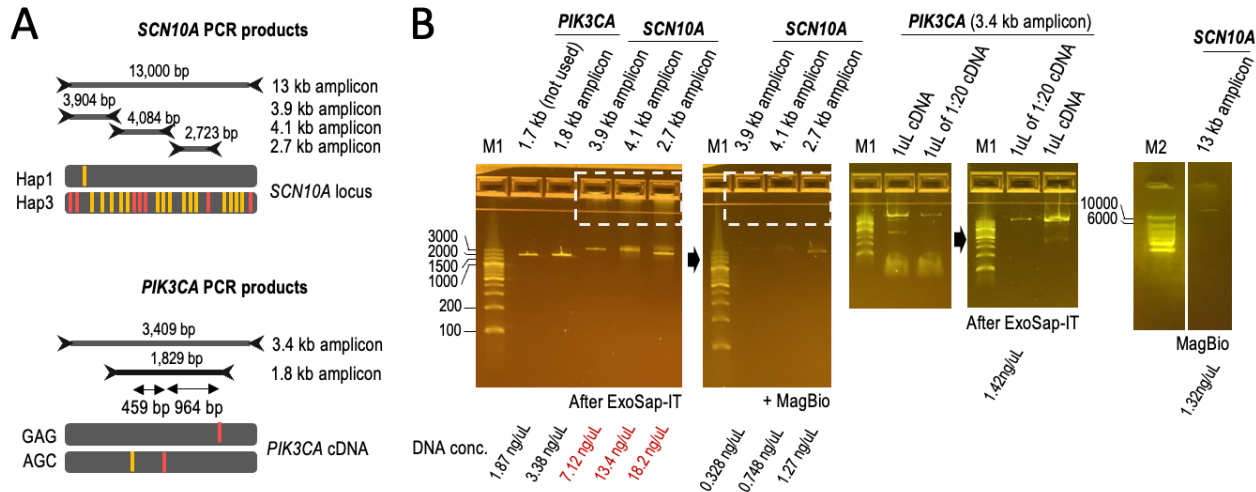 A
SCN10A PCR products
13,000 bp
13 kb amplicon
3,904 bp
3.9 kb amplicon
4,084 bp
4.1 kb amplicon
2,723 bp
2.7 kb amplicon
Hap1
Hap3
SCN10A locus
PIK3CA PCR products
3,409 bp
3.4 kb amplicon
1,829 bp
1.8 kb amplicon
459 bp 964 bp
GAG
AGC
PIK3CA cDNA
B
PIK3CA
SCN10A
M1
1.7 kb (not used)
1.8 kb amplicon
3.9 kb amplicon
4.1 kb amplicon
2.7 kb amplicon
3000
2000
1500
1000
200
100
After ExoSap-IT
DNA conc.
1.87 ng/uL
3.38 ng/uL
7.12 ng/uL
13.4 ng/uL
18.2 ng/uL
SCN10A
M1
3.9 kb amplicon
4.1 kb amplicon
2.7 kb amplicon
+ MagBio
0.328 ng/uL
0.748 ng/uL
1.27 ng/uL
PIK3CA (3.4 kb amplicon)
M1
1uL cDNA
1uL of 1:20 cDNA
M1
1uL of 1:20 cDNA
1uL cDNA
After ExoSap-IT
1.42ng/uL
SCN10A
M2
13 kb amplicon
10000
6000
MagBio
1.32ng/uL